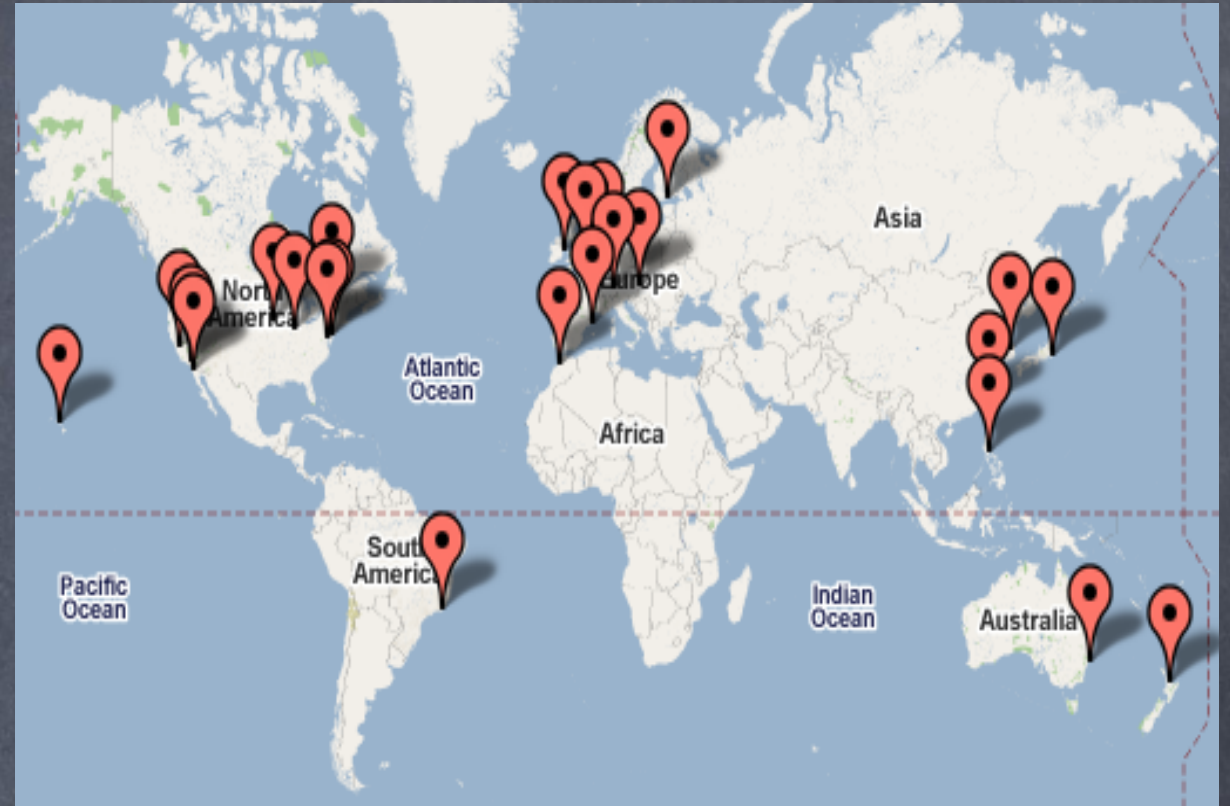 Asia
Europe
North
America
Atlantic
Ocean
Africa
South
America
Pacific
Ocean
Indian
Ocean
Australia